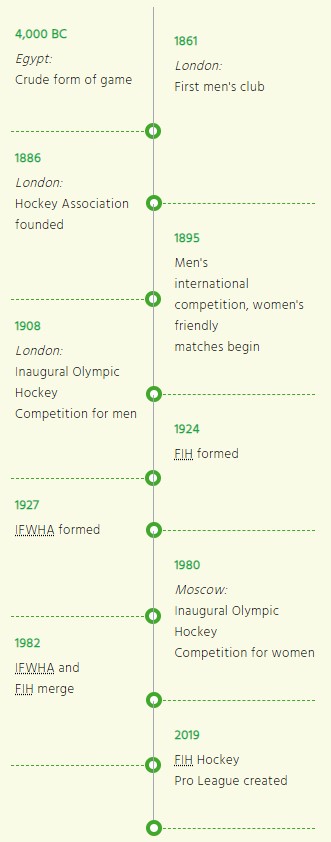 4,000 BC
Egypt:
Crude form of game
1861
London:
First men's club
1886
London:
Hockey Association
founded
1895
Men's
international
competition, women's
friendly
matches begin
1908
London:
Inaugural Olympic
Hockey
Competition for men
1924
FIH formed
1927
IFWHA formed
1980
Moscow:
Inaugural Olympic
Hockey
Competition for women
1982
IFWHA and
FIH merge
2019
FIH Hockey
Pro League created